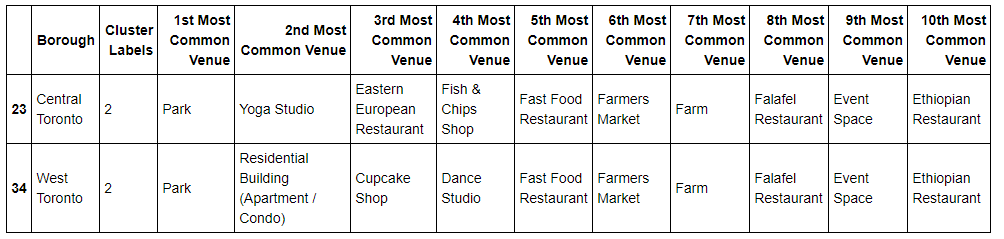 Borough Cluster Labels 1st Most Common Venue 2nd Most Common Venue 3rd Most Common Venue 4th Most Common Venue 5th Most Common Venue 6th Most Common Venue 7th Most Common Venue 8th Most Common Venue 9th Most Common Venue 10th Most Common Venue
23 Central Toronto 2 Park Yoga Studio Eastern European Restaurant Fish & Chips Shop Fast Food Restaurant Farmers Market Farm Falafel Restaurant Event Space Ethiopian Restaurant
34 West Toronto 2 Park Residential Building (Apartment / Condo) Cupcake Shop Dance Studio Fast Food Restaurant Farmers Market Farm Falafel Restaurant Event Space Ethiopian Restaurant